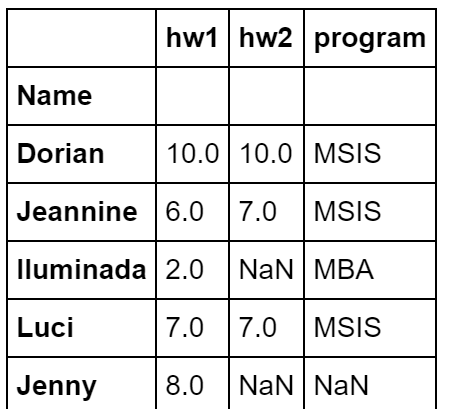 hw1 hw2 program
Name
Dorian 10.0 10.0 MSIS
Jeannine 6.0 7.0 MSIS
Iluminada 2.0 NaN MBA
Luci 7.0 7.0 MSIS
Jenny 8.0 NaN NaN